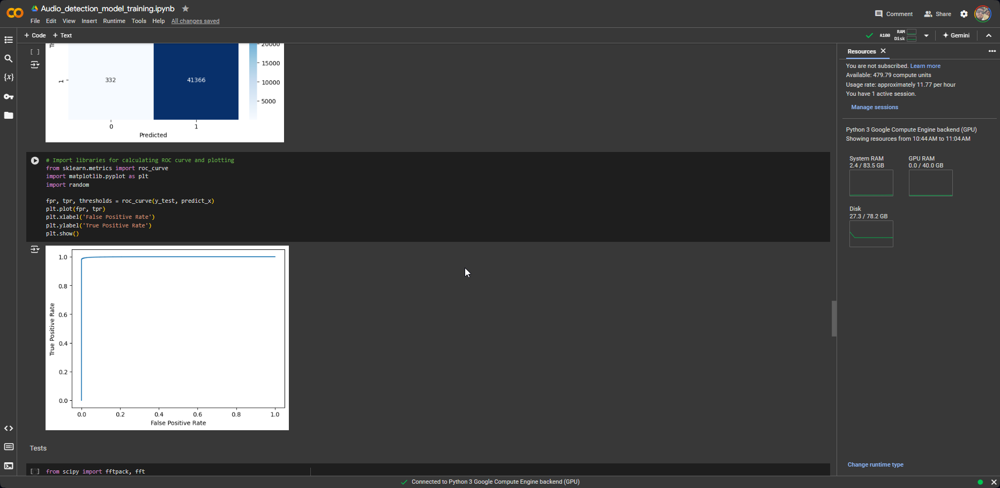 Audio_detection_model_training.ipynb
File Edit View Insert Runtime Tools Help All changes saved
Comment Share
+ Code + Text
A100 RAM Disk Gemini
[ ]
20000
15000
10000
5000
332 41366
1
0 1
Predicted
# Import libraries for calculating ROC curve and plotting
from sklearn.metrics import roc_curve
import matplotlib.pyplot as plt
import random
fpr, tpr, thresholds = roc_curve(y_test, predict_x)
plt.plot(fpr, tpr)
plt.xlabel('False Positive Rate')
plt.ylabel('True Positive Rate')
plt.show()
True Positive Rate
1.0
0.8
0.6
0.4
0.2
0.0
0.0 0.2 0.4 0.6 0.8 1.0
False Positive Rate
Tests
[ ] from scipy import fftpack, fft
Resources
You are not subscribed. Learn more
Available: 479.79 compute units
Usage rate: approximately 11.77 per hour
You have 1 active session.
Manage sessions
Python 3 Google Compute Engine backend (GPU)
Showing resources from 10:44 AM to 11:04 AM
System RAM
2.4 / 83.5 GB
GPU RAM
0.0 / 40.0 GB
Disk
27.3 / 78.2 GB
Change runtime type
Connected to Python 3 Google Compute Engine backend (GPU)